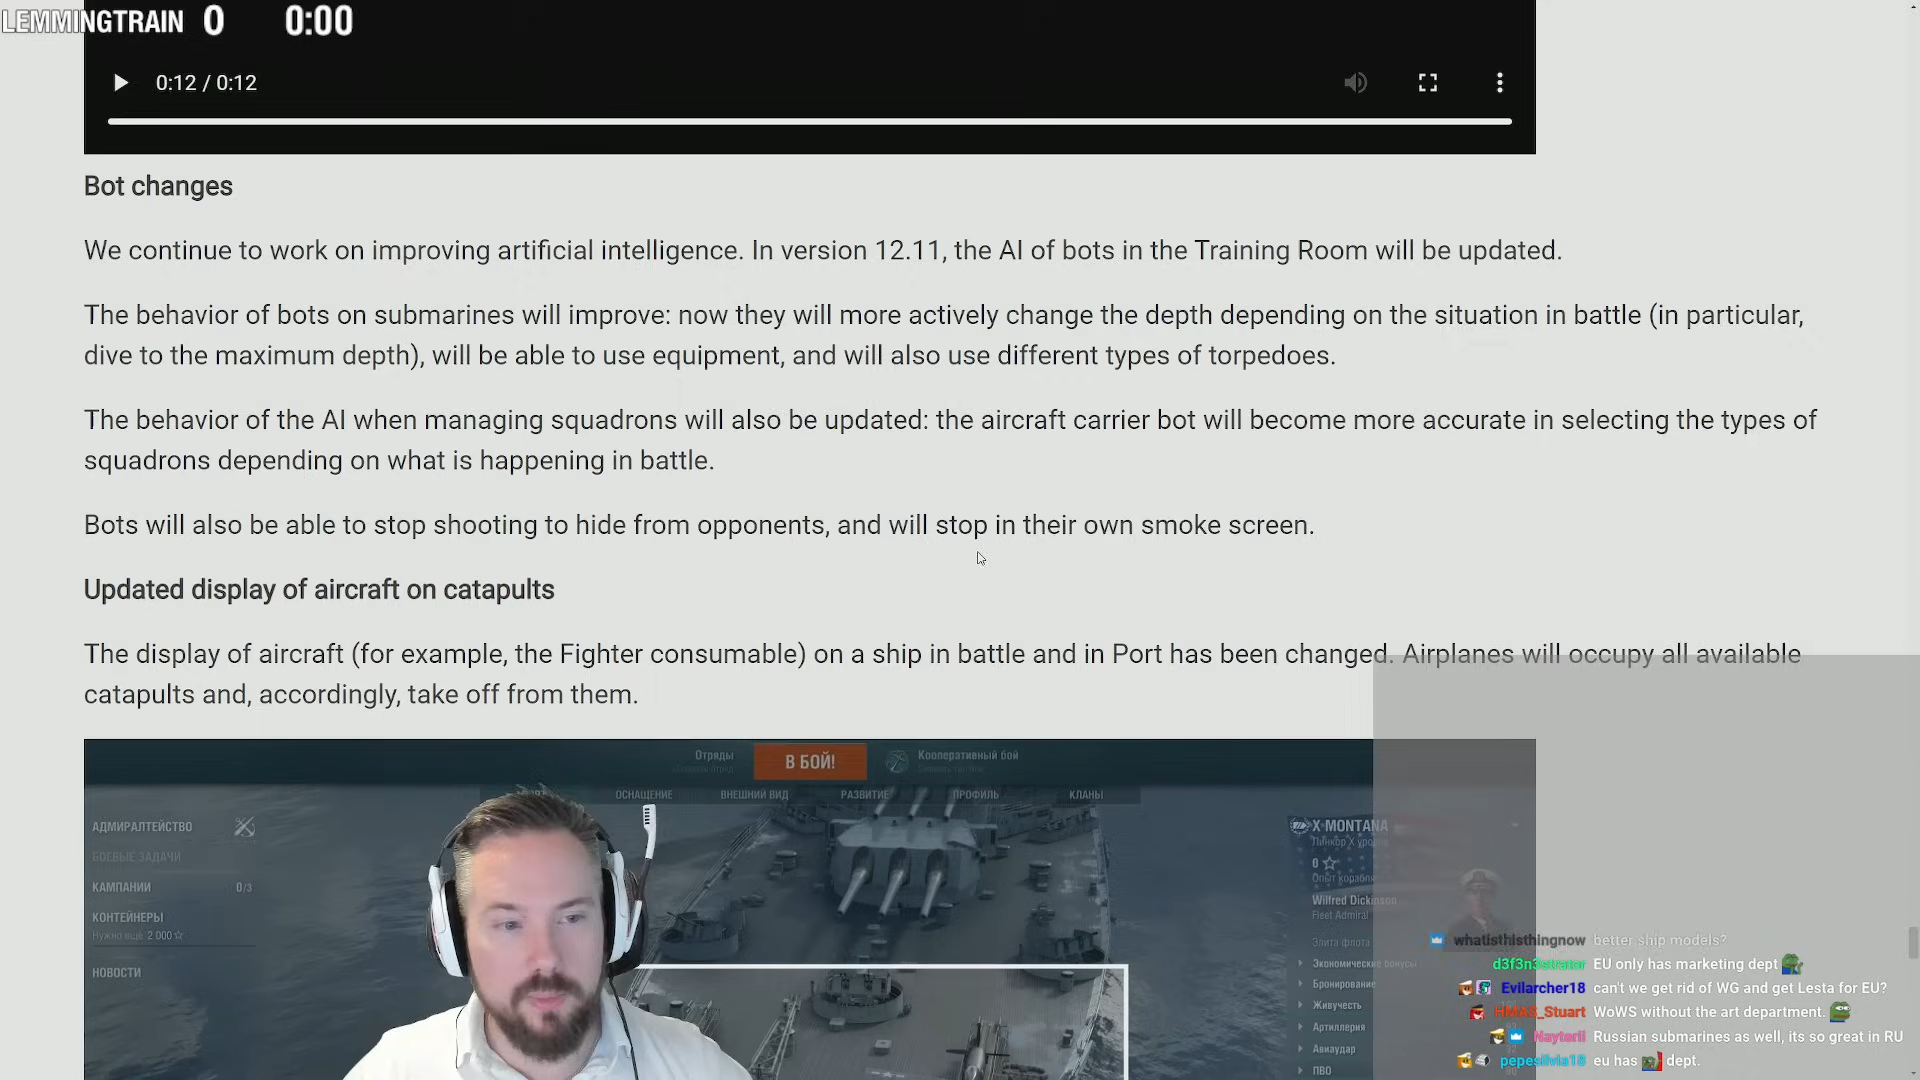 LEMMINGTRAIN 0 0:00
0:12 / 0:12
Bot changes
We continue to work on improving artificial intelligence. In version 12.11, the AI of bots in the Training Room will be updated.
The behavior of bots on submarines will improve: now they will more actively change the depth depending on the situation in battle (in particular,
dive to the maximum depth), will be able to use equipment, and will also use different types of torpedoes.
The behavior of the AI when managing squadrons will also be updated: the aircraft carrier bot will become more accurate in selecting the types of
squadrons depending on what is happening in battle.
Bots will also be able to stop shooting to hide from opponents, and will stop in their own smoke screen.
Updated display of aircraft on catapults
The display of aircraft (for example, the Fighter consumable) on a ship in battle and in Port has been changed. Airplanes will occupy all available
catapults and, accordingly, take off from them.
Отряды В БОЙ! Кооперативный бой
ОСНАЩЕНИЕ ВНЕШНИЙ ВИД РАЗВИТИЕ ПРОФИЛЬ КЛАНЫ
АДМИРАЛТЕЙСТВО
БОЕВЫЕ ЗАДАЧИ
КАМПАНИИ 0/3
КОНТЕЙНЕРЫ
Нужно ещё 2 000
НОВОСТИ
X MONTANA
Линкор X
0
Опыт корабля
Wilfred Dickinson
Fleet Admiral
Элита флота
Экономические бонусы
Бронирование
Живучесть
Артиллерия
Авиаудар
ПВО
whatisthisthingnow better ship models?
d3f3n3strator EU only has marketing dept
Evilarcher18 can't we get rid of WG and get Lesta for EU?
HMAS_Stuart WoWS without the art department.
Nayterii Russian submarines as well, its so great in RU
pepesilvia18 eu has dept.